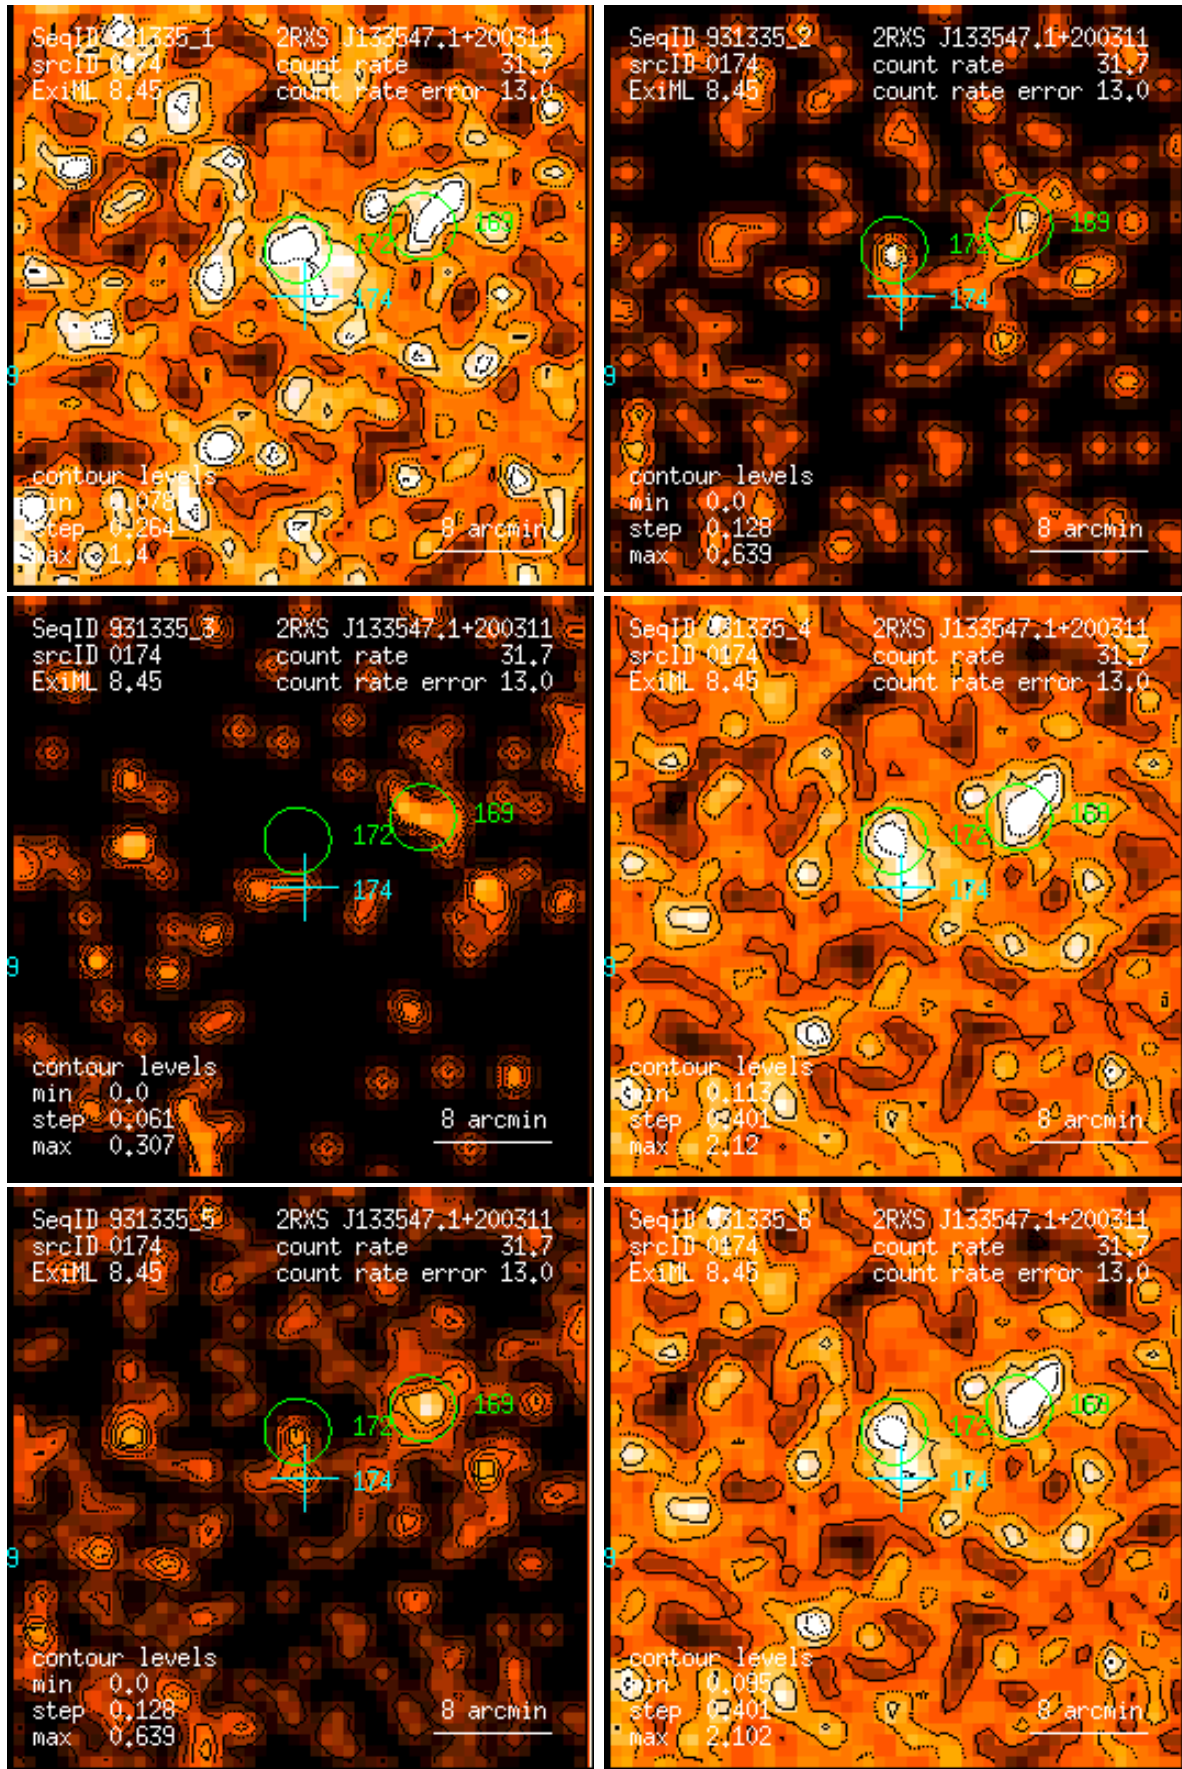 SeqID 931335_1 2RXS J133547.1+200311
srcID 0174 count rate 31.7
ExiML 8.45 count rate error 13.0
169
172
174
9
contour levels
min 0.078
step 0.264
max 1.4
8 arcmin
SeqID 931335_2 2RXS J133547.1+200311
srcID 0174 count rate 31.7
ExiML 8.45 count rate error 13.0
169
172
174
9
contour levels
min 0.0
step 0.128
max 0.639
8 arcmin
SeqID 931335_3 2RXS J133547.1+200311
srcID 0174 count rate 31.7
ExiML 8.45 count rate error 13.0
169
172
174
9
contour levels
min 0.0
step 0.061
max 0.307
8 arcmin
SeqID 931335_4 2RXS J133547.1+200311
srcID 0174 count rate 31.7
ExiML 8.45 count rate error 13.0
169
172
174
9
contour levels
min 0.113
step 0.401
max 2.12
8 arcmin
SeqID 931335_5 2RXS J133547.1+200311
srcID 0174 count rate 31.7
ExiML 8.45 count rate error 13.0
169
172
174
9
contour levels
min 0.0
step 0.128
max 0.639
8 arcmin
SeqID 931335_6 2RXS J133547.1+200311
srcID 0174 count rate 31.7
ExiML 8.45 count rate error 13.0
169
172
174
9
contour levels
min 0.095
step 0.401
max 2.102
8 arcmin